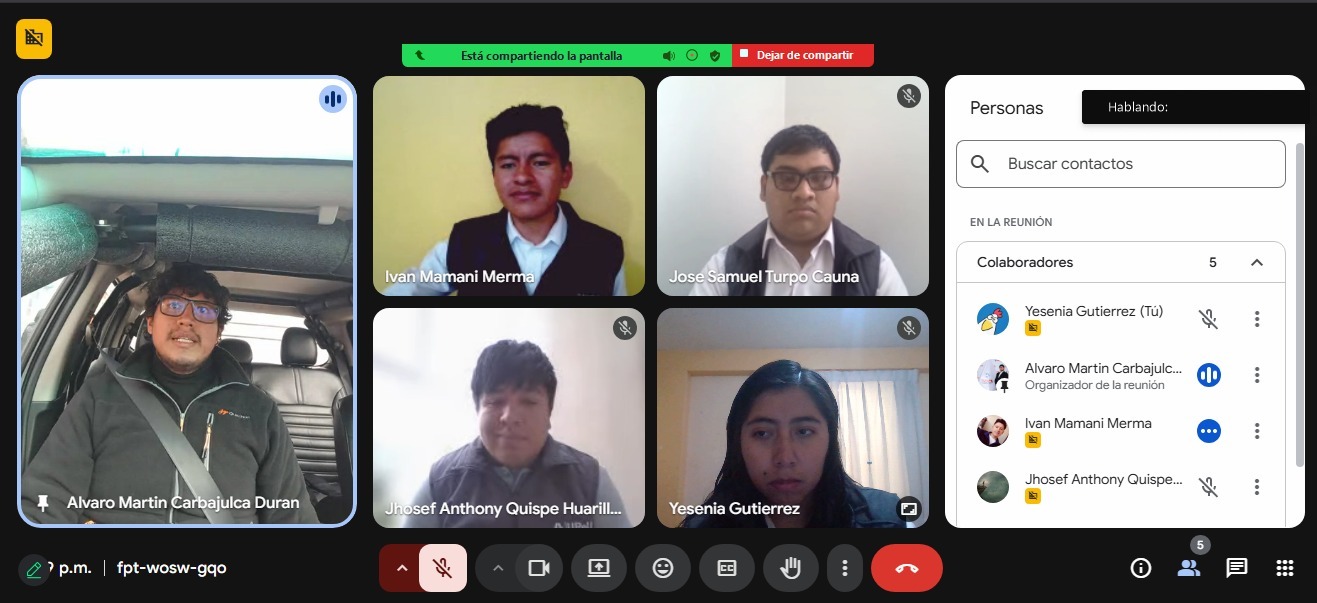 Está compartiendo la pantalla
Dejar de compartir
Alvaro Martin Carbajulca Duran
Ivan Mamani Merma
Jose Samuel Turpo Cauna
Jhosef Anthony Quispe Huarill...
Yesenia Gutierrez
Personas
Hablando:
Buscar contactos
EN LA REUNIÓN
Colaboradores 5
Yesenia Gutierrez (Tú)
Alvaro Martin Carbajulc...
Organizador de la reunión
Ivan Mamani Merma
Jhosef Anthony Quispe...
p.m. | fpt-wosw-gqo
CC
5